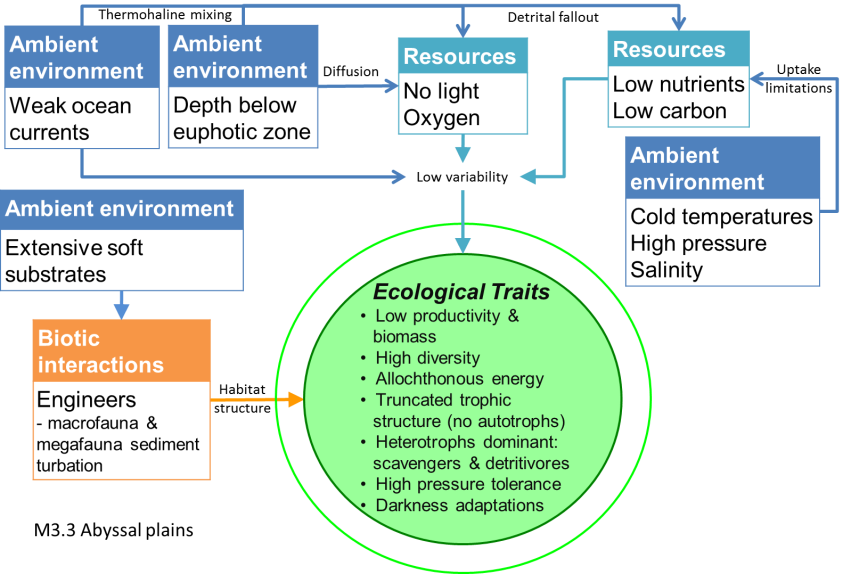 Thermohaline mixing
Detrital fallout
Ambient
environment
Weak ocean
currents
Ambient
environment
Depth below
euphotic zone
Diffusion
Resources
No light
Oxygen
Resources
Low nutrients
Low carbon
Uptake
limitations
Low variability
Ambient
environment
Cold temperatures
High pressure
Salinity
Ambient environment
Extensive soft
substrates
Biotic
interactions
Engineers
- macrofauna &
megafauna sediment
turbation
Habitat
structure
Ecological Traits
• Low productivity &
biomass
• High diversity
• Allochthonous energy
• Truncated trophic
structure (no autotrophs)
• Heterotrophs dominant:
scavengers & detritivores
• High pressure tolerance
• Darkness adaptations
M3.3 Abyssal plains